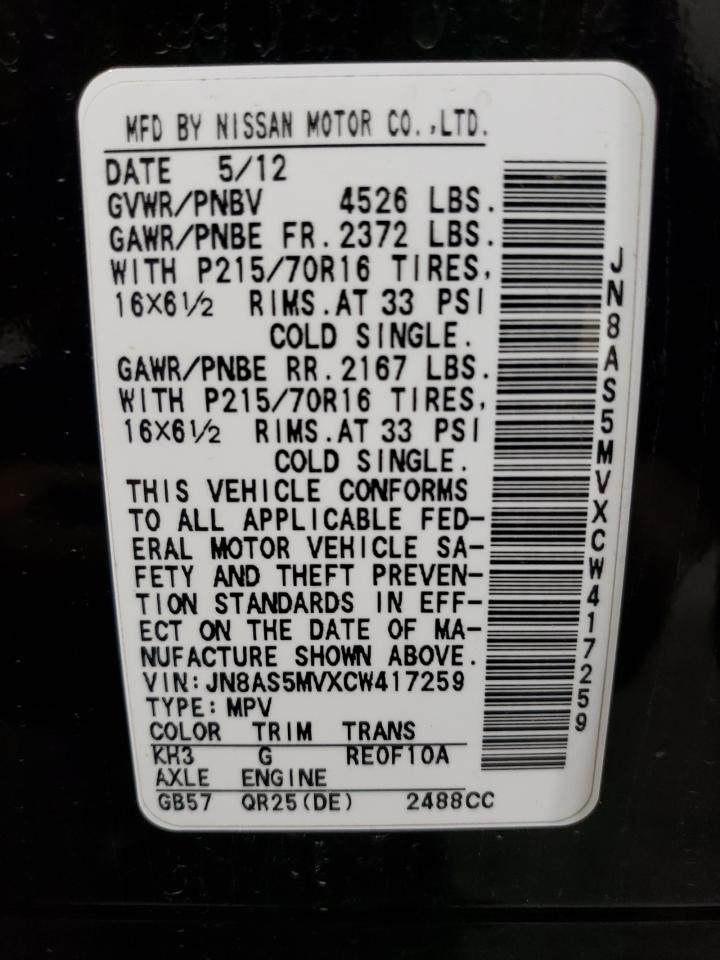 MFD BY NISSAN MOTOR CO.,LTD.
DATE 5/12
GVWR/PNBV 4526 LBS.
GAWR/PNBE FR. 2372 LBS.
WITH P215/70R16 TIRES,
16X6½ RIMS.AT 33 PSI
COLD SINGLE.
GAWR/PNBE RR. 2167 LBS.
WITH P215/70R16 TIRES,
16X6½ RIMS.AT 33 PSI
COLD SINGLE.
THIS VEHICLE CONFORMS
TO ALL APPLICABLE FED-
ERAL MOTOR VEHICLE SA-
FETY AND THEFT PREVEN-
TION STANDARDS IN EFF-
ECT ON THE DATE OF MA-
NUFACTURE SHOWN ABOVE.
VIN:JN8AS5MVXCW417259
TYPE:MPV
COLOR TRIM TRANS
KH3 G RE0F10A
AXLE ENGINE
GB57 QR25(DE) 2488CC
JN8AS5MVXCW417259